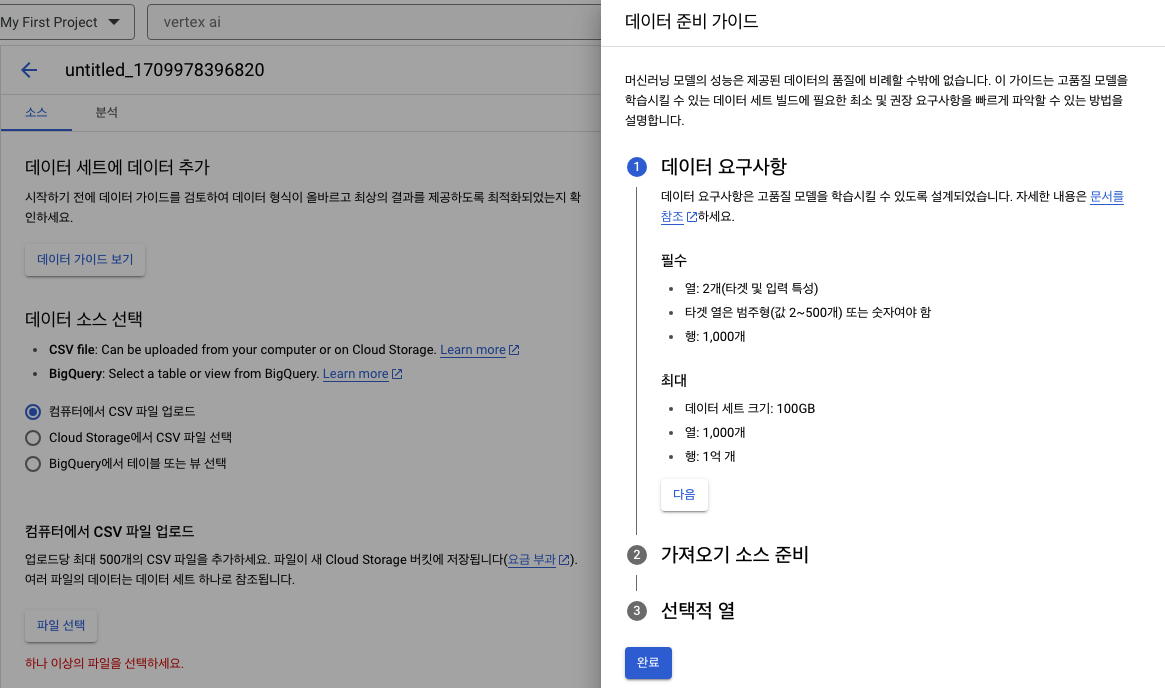 My First Project
vertex ai
untitled_1709978396820
소스
분석
데이터 세트에 데이터 추가
시작하기 전에 데이터 가이드를 검토하여 데이터 형식이 올바르고 최상의 결과를 제공하도록 최적화되었는지 확
인하세요.
데이터 가이드 보기
데이터 소스 선택
• CSV file: Can be uploaded from your computer or on Cloud Storage. Learn more
• BigQuery: Select a table or view from BigQuery. Learn more
컴퓨터에서 CSV 파일 업로드
Cloud Storage에서 CSV 파일 선택
BigQuery에서 테이블 또는 뷰 선택
컴퓨터에서 CSV 파일 업로드
업로드당 최대 500개의 CSV 파일을 추가하세요. 파일이 새 Cloud Storage 버킷에 저장됩니다(요금 부과).
여러 파일의 데이터는 데이터 세트 하나로 참조됩니다.
파일 선택
하나 이상의 파일을 선택하세요.
데이터 준비 가이드
머신러닝 모델의 성능은 제공된 데이터의 품질에 비례할 수밖에 없습니다. 이 가이드는 고품질 모델을
학습시킬 수 있는 데이터 세트 빌드에 필요한 최소 및 권장 요구사항을 빠르게 파악할 수 있는 방법을
설명합니다.
1 데이터 요구사항
데이터 요구사항은 고품질 모델을 학습시킬 수 있도록 설계되었습니다. 자세한 내용은 문서를
참조하세요.
필수
• 열: 2개(타겟 및 입력 특성)
• 타겟 열은 범주형(값 2~500개) 또는 숫자여야 함
• 행: 1,000개
최대
• 데이터 세트 크기: 100GB
• 열: 1,000개
• 행: 1억 개
다음
2 가져오기 소스 준비
3 선택적 열
완료